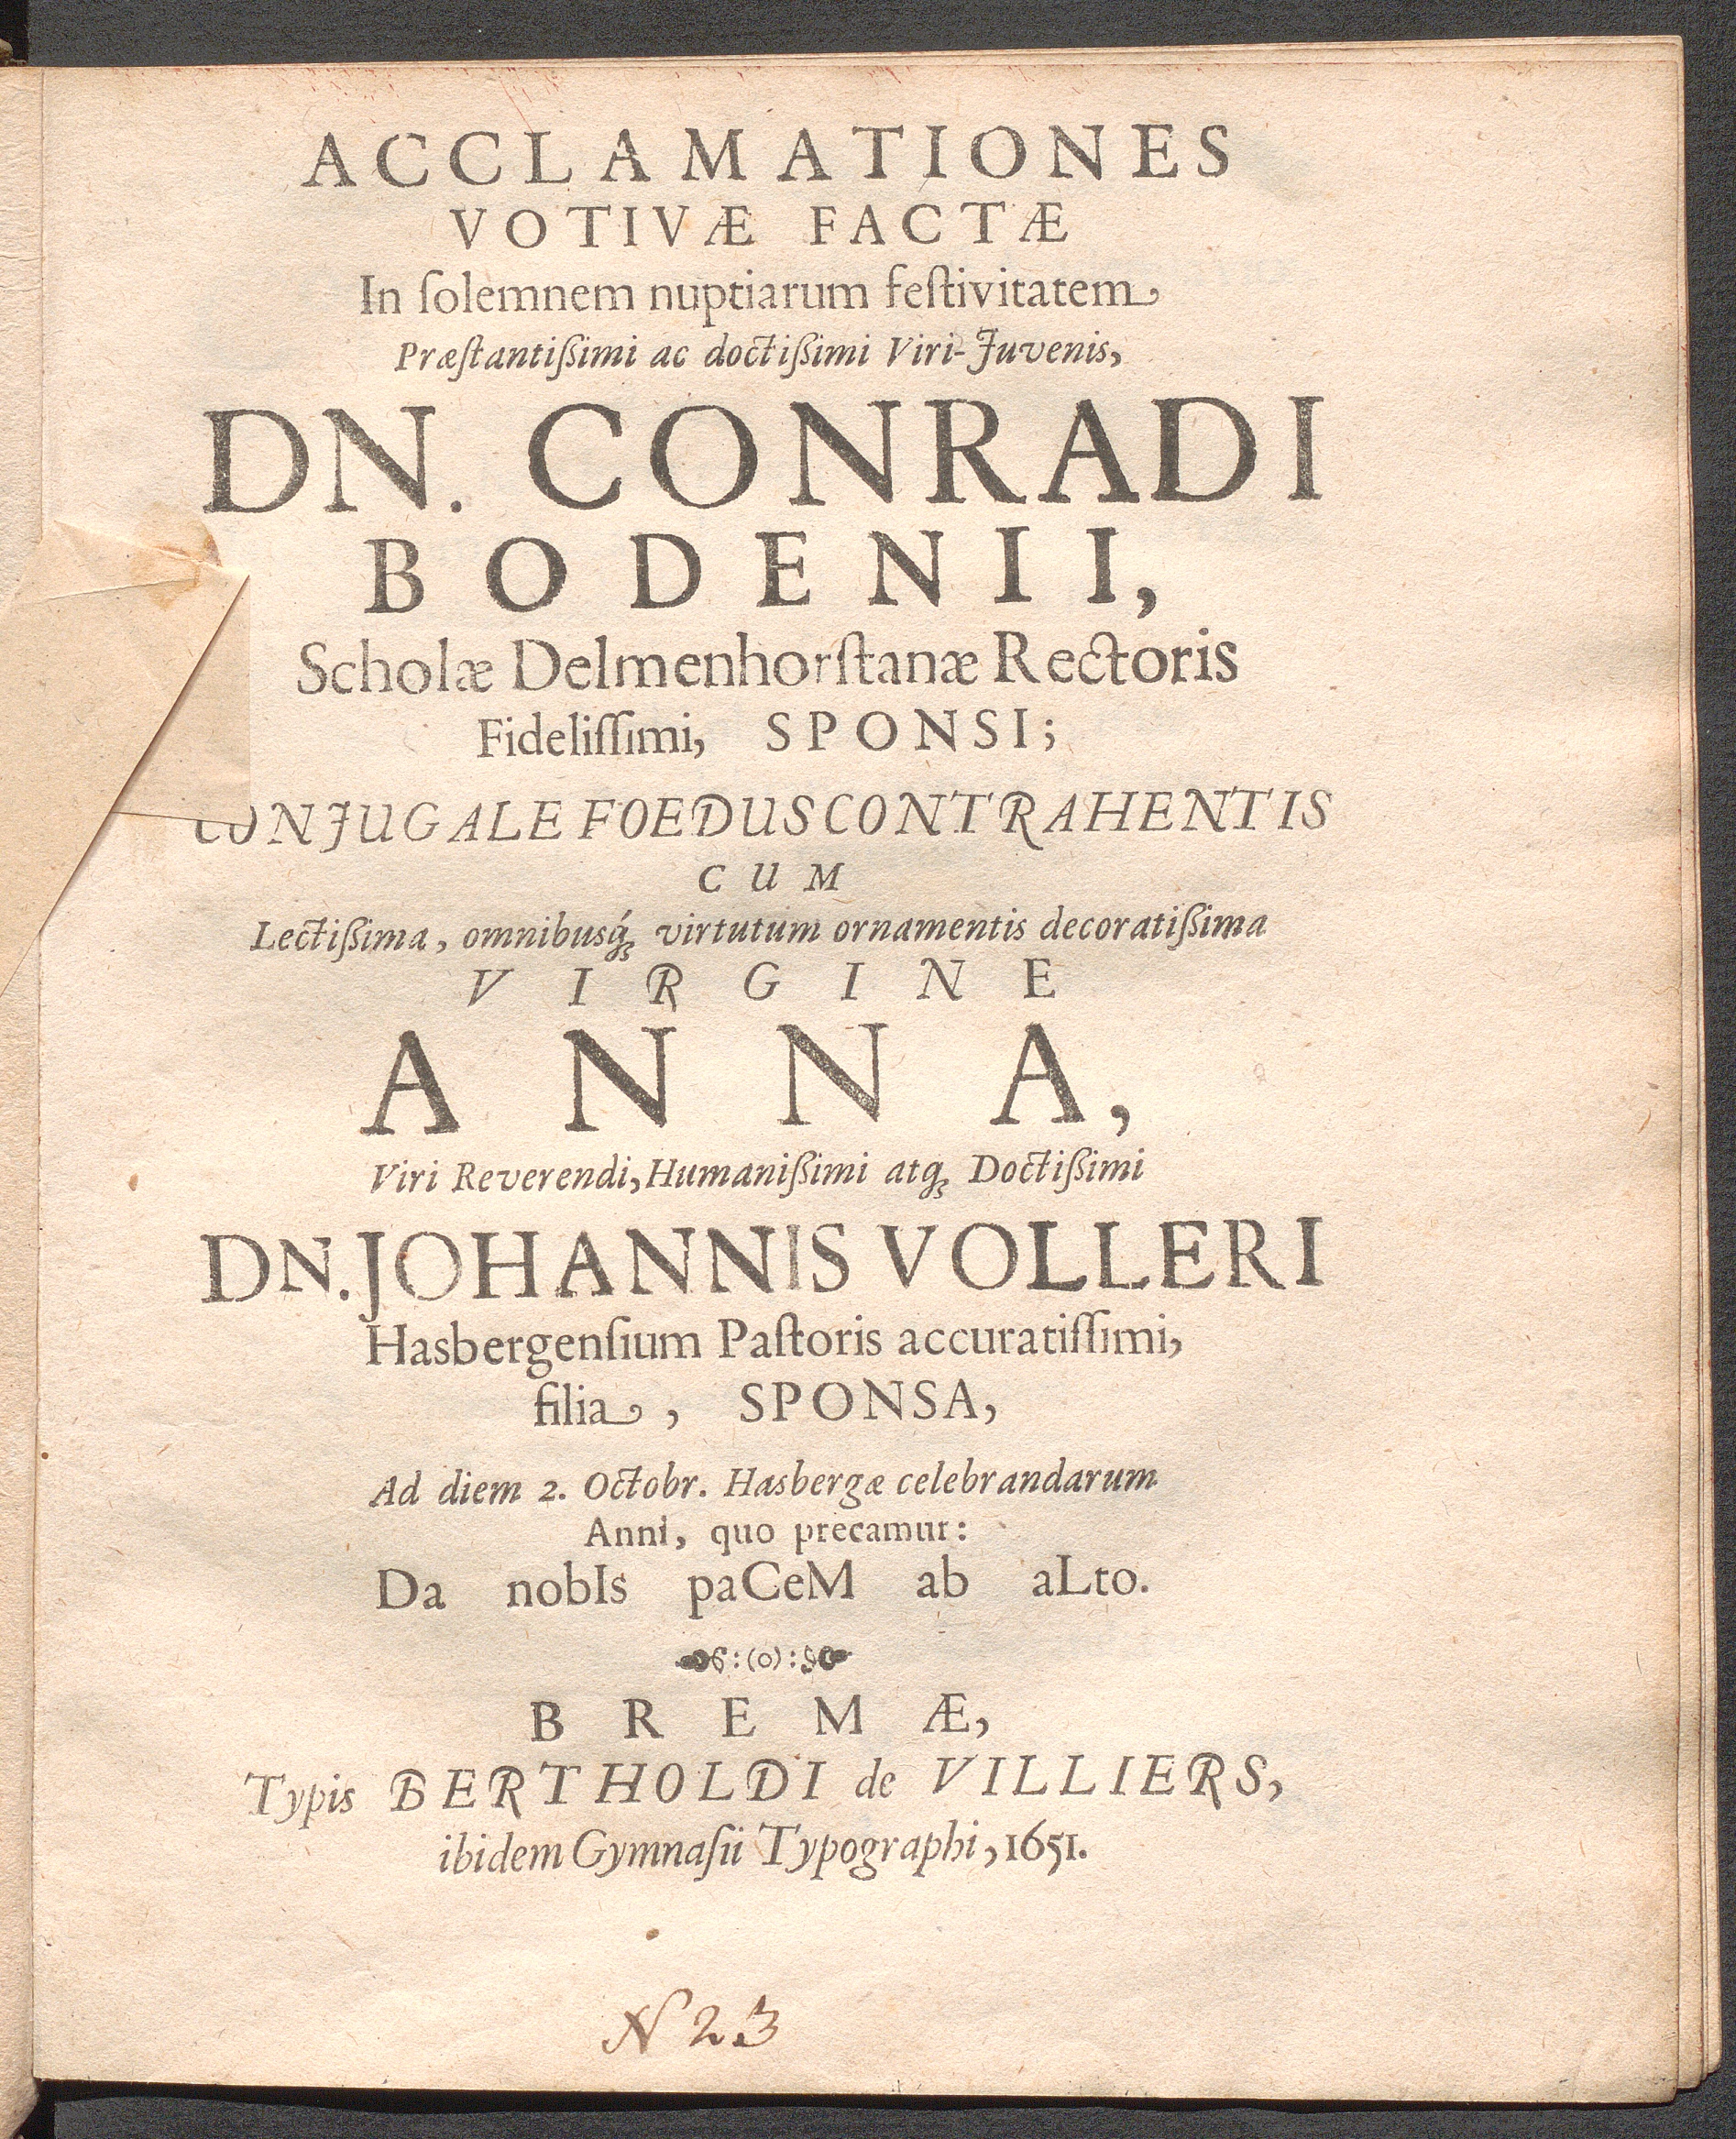 ACCLAMATIONES
VOTIVÆ FACTÆ
In ſolemnem nuptiarum feſtivitatem
Præſtantißimi ac doctißimi Viri-Juvenis,
DN. CONRADI
BODENII,
Scholæ Delmenhorſtanæ Rectoris
Fideliſſimi, SPONSI;
CONJUGALE FOEDUS CONTRAHENTIS
CUM
Lectißima, omnibusq́ꝫ virtutum ornamentis decoratißima
VIRGINE
ANNA,
Viri Reverendi, Humanißimi atqꝫ Doctißimi
DN. JOHANNIS VOLLERI
Hasbergenſium Paſtoris accuratiſſimi,
filia, SPONSA,
Ad diem 2. Octobr. Hasbergæ celebrandarum
Anni, quo precamur:
Da nobIs paCeM ab aLto.
:(o):
BREMÆ,
Typis BERTHOLDI de VILLIERS,
ibidem Gymnaſii Typographi, 1651.
N 23